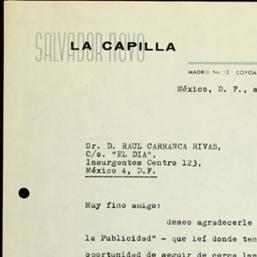 SALVADOR NOVO
LA CAPILLA
MADRID No 13 COYOA
México, D. F., a
Sr. D. RAUL CARRANCA RIVAS,
C/o. "EL DIA",
Insurgentes Centro 123,
México 4, D.F.
Muy fino amigo:
deseo agradecerle
la Publicidad" - que leí donde ten
oportunidad de seguir de cerca las